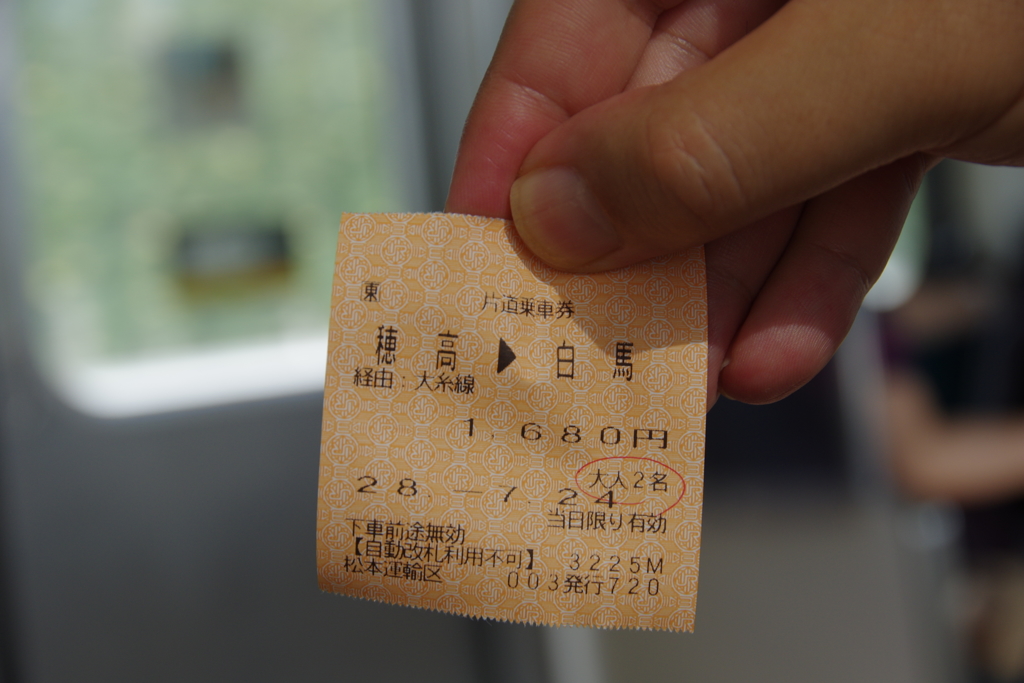 東 片道乗車券
穂高▶白馬
経由：大糸線
1,680円
大人2名
28.-7.24
当日限り有効
下車前途無効
【自動改札利用不可】 3225M
松本運輸区 003発行720